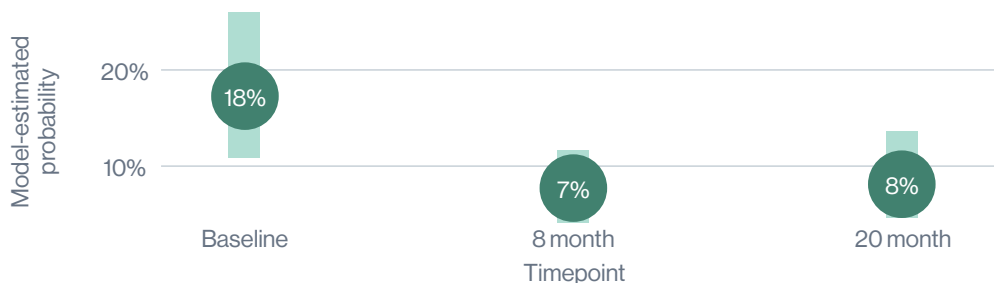 Model-estimated
probability
20%
10%
18%
7%
8%
Baseline
8 month
20 month
Timepoint